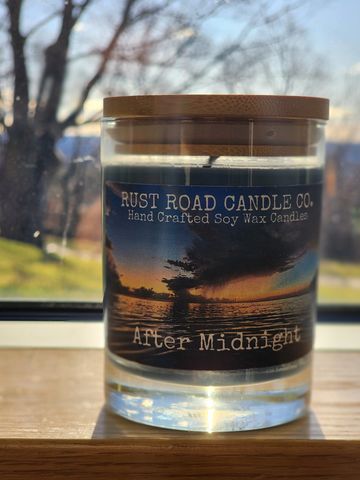 RUST ROAD CANDLE CO.
Hand Crafted Soy Wax Candles
After Midnight